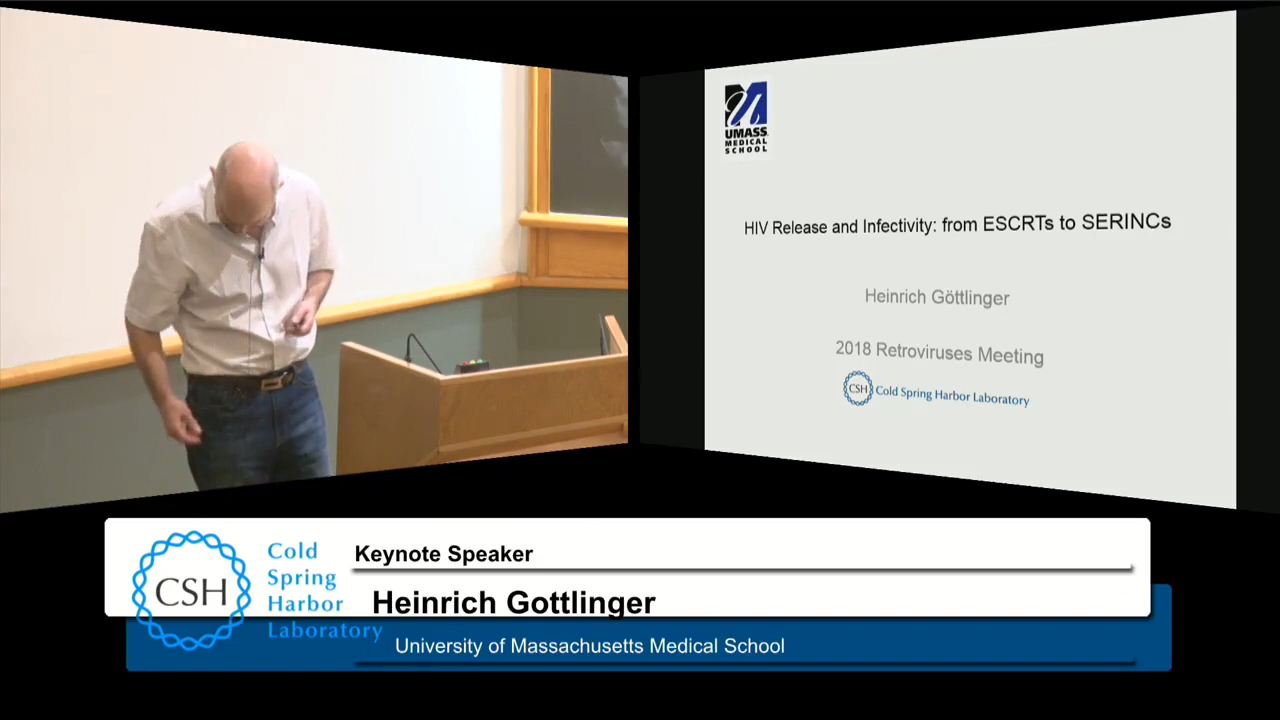 UMASS
MEDICAL
SCHOOL
HIV Release and Infectivity: from ESCRTs to SERINCs
Heinrich Göttlinger
2018 Retroviruses Meeting
CSH Cold Spring Harbor Laboratory
CSH
Cold
Spring
Harbor
Laboratory
Keynote Speaker
Heinrich Gottlinger
University of Massachusetts Medical School